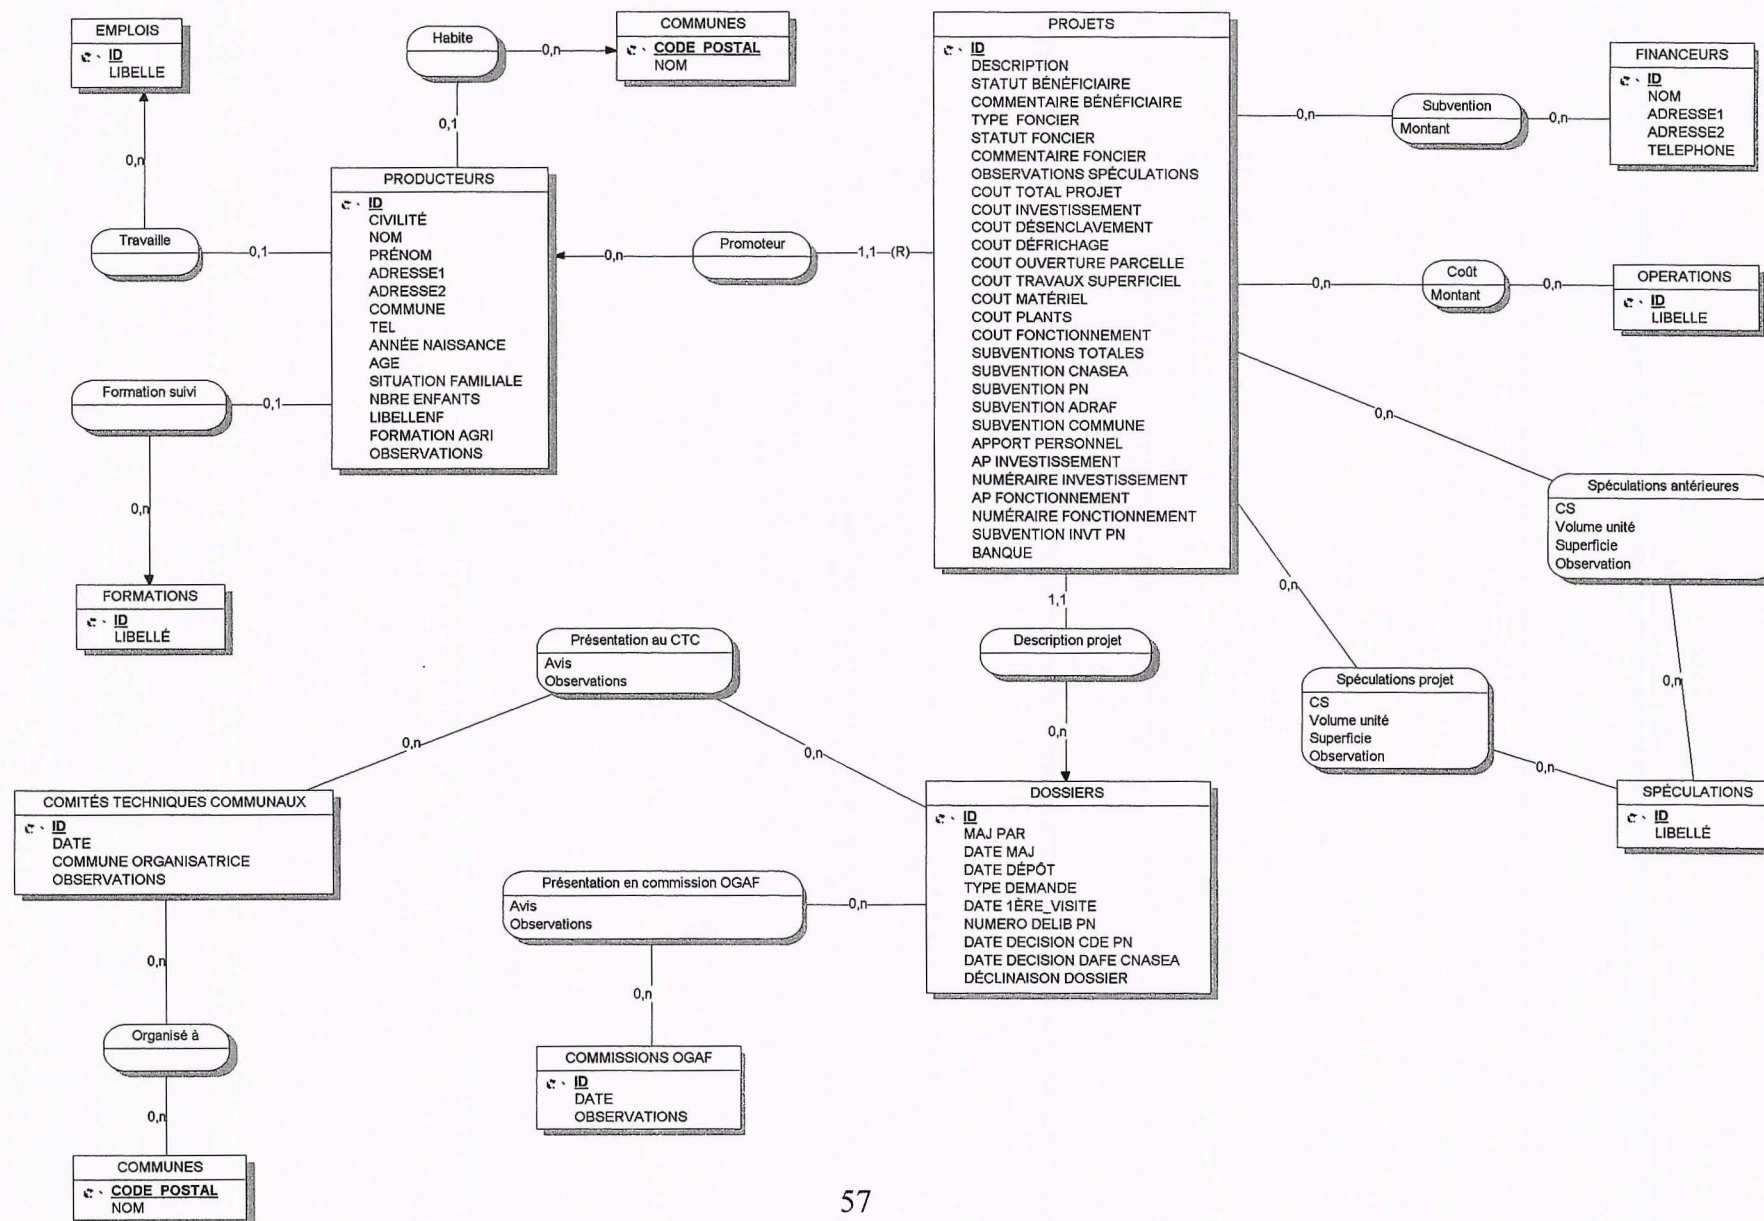 EMPLOIS
ID
LIBELLE
Habite
0,n
COMMUNES
CODE_POSTAL
NOM
0,1
0,n
Travaille
0,1
PRODUCTEURS
ID
CIVILITÉ
NOM
PRÉNOM
ADRESSE1
ADRESSE2
COMMUNE
TEL
ANNÉE NAISSANCE
AGE
SITUATION FAMILIALE
NBRE ENFANTS
LIBELLENF
FORMATION AGRI
OBSERVATIONS
Formation suivi
0,1
0,n
FORMATIONS
ID
LIBELLÉ
0,n
Promoteur
1,1
(R)
PROJETS
ID
DESCRIPTION
STATUT BÉNÉFICIAIRE
COMMENTAIRE BÉNÉFICIAIRE
TYPE FONCIER
STATUT FONCIER
COMMENTAIRE FONCIER
OBSERVATIONS SPÉCULATIONS
COUT TOTAL PROJET
COUT INVESTISSEMENT
COUT DÉSENCLAVEMENT
COUT DÉFRICHAGE
COUT OUVERTURE PARCELLE
COUT TRAVAUX SUPERFICIEL
COUT MATÉRIEL
COUT PLANTS
COUT FONCTIONNEMENT
SUBVENTIONS TOTALES
SUBVENTION CNASEA
SUBVENTION PN
SUBVENTION ADRAF
SUBVENTION COMMUNE
APPORT PERSONNEL
AP INVESTISSEMENT
NUMÉRAIRE INVESTISSEMENT
AP FONCTIONNEMENT
NUMÉRAIRE FONCTIONNEMENT
SUBVENTION INVT PN
BANQUE
0,n
Subvention
Montant
0,n
FINANCEURS
ID
NOM
ADRESSE1
ADRESSE2
TELEPHONE
0,n
Coût
Montant
0,n
OPERATIONS
ID
LIBELLE
0,n
Spéculations antérieures
CS
Volume unité
Superficie
Observation
0,n
0,n
Spéculations projet
CS
Volume unité
Superficie
Observation
0,n
SPÉCULATIONS
ID
LIBELLÉ
1,1
Description projet
0,n
Présentation au CTC
Avis
Observations
0,n
0,n
COMITÉS TECHNIQUES COMMUNAUX
ID
DATE
COMMUNE ORGANISATRICE
OBSERVATIONS
DOSSIERS
ID
MAJ PAR
DATE MAJ
DATE DÉPÔT
TYPE DEMANDE
DATE 1ÈRE_VISITE
NUMERO DELIB PN
DATE DECISION CDE PN
DATE DECISION DAFE CNASEA
DÉCLINAISON DOSSIER
Présentation en commission OGAF
Avis
Observations
0,n
0,n
COMMISSIONS OGAF
ID
DATE
OBSERVATIONS
0,n
Organisé à
0,n
COMMUNES
CODE_POSTAL
NOM
57